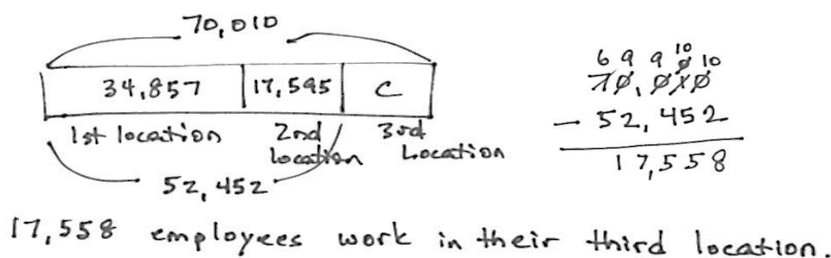 70,010
34,857 17,595 C
1st location 2nd location 3rd Location
52,452
6 9 9 10 10
70,010
- 52,452
17,558
17,558 employees work in their third location.